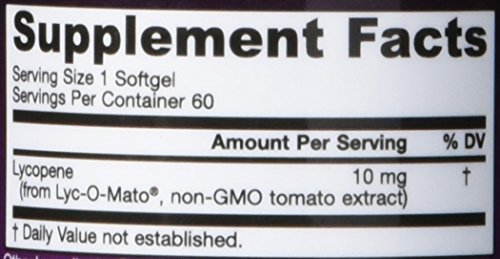 Supplement Facts
Serving Size 1 Softgel
Servings Per Container 60
Amount Per Serving % DV
Lycopene 10 mg †
(from Lyc-O-Mato®, non-GMO tomato extract)
† Daily Value not established.